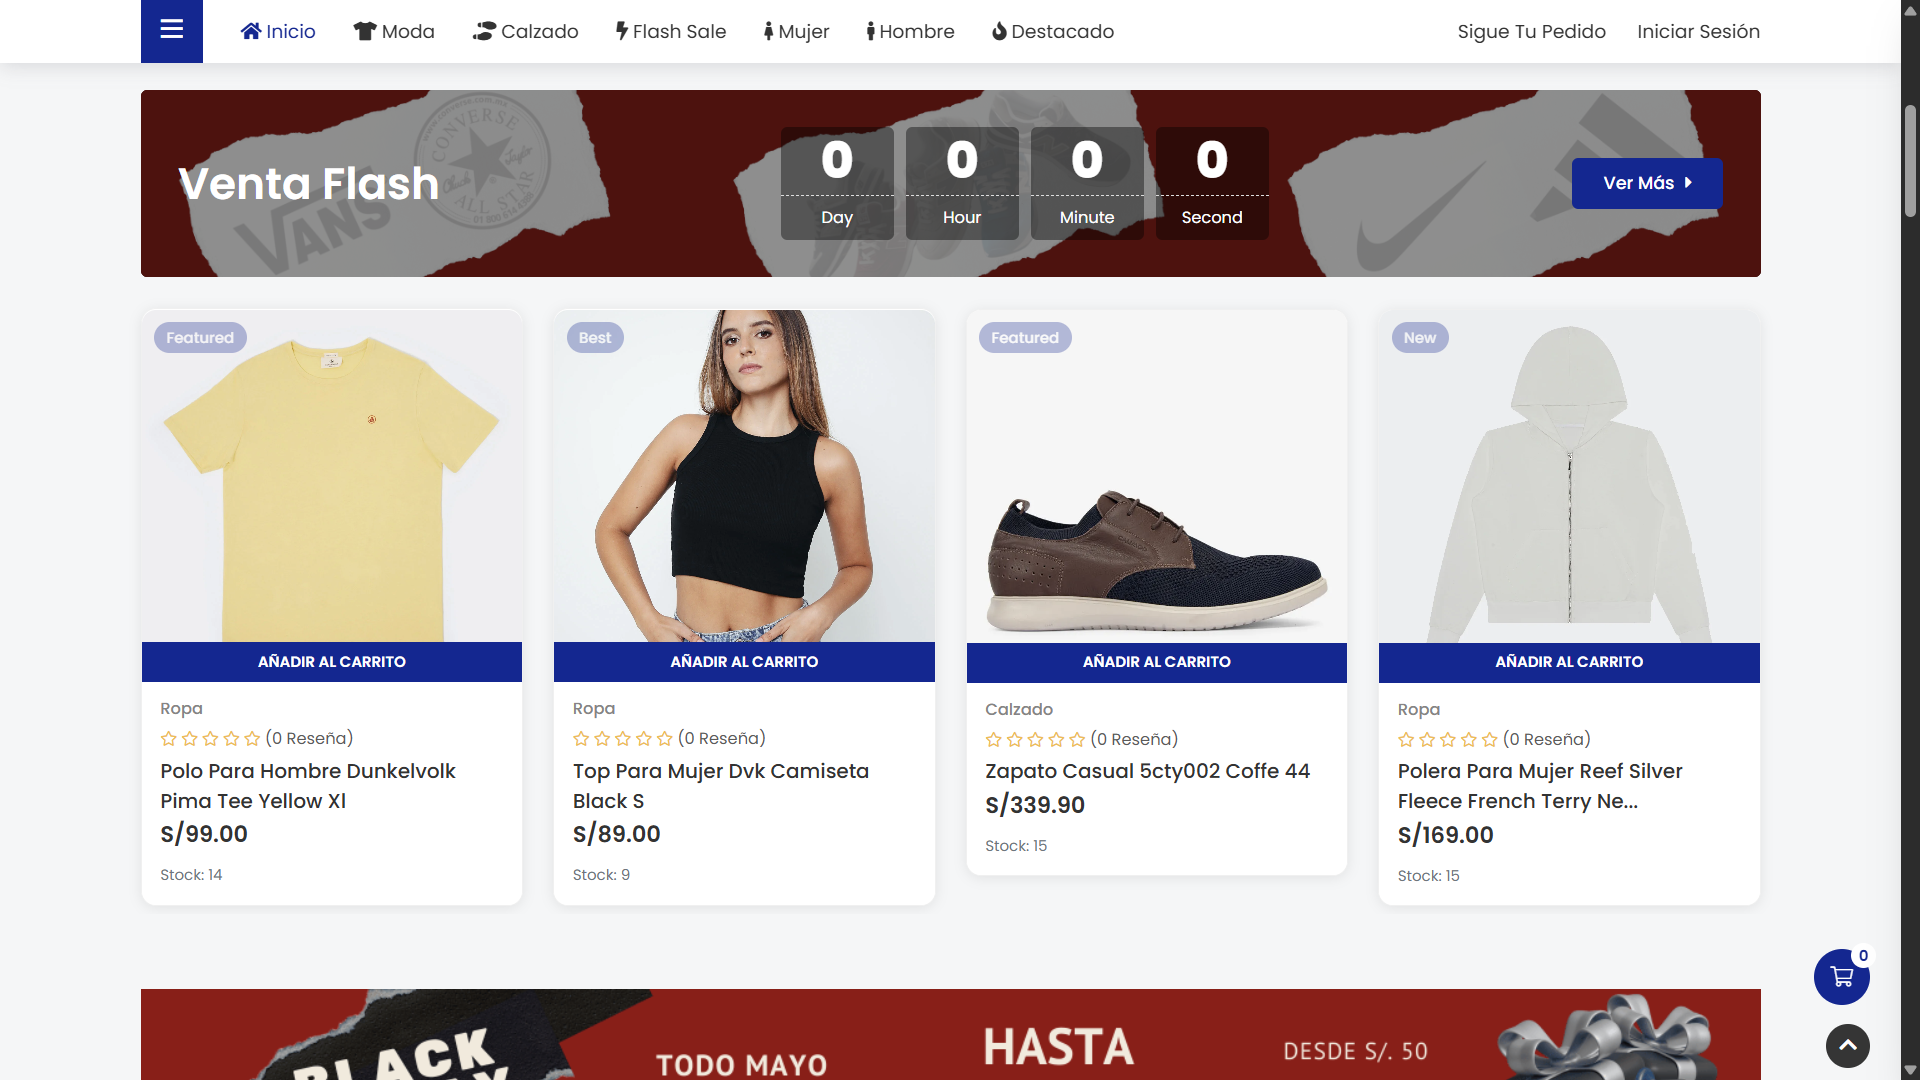 Inicio
Moda
Calzado
Flash Sale
Mujer
Hombre
Destacado
Sigue Tu Pedido
Iniciar Sesión
Venta Flash
VANS
CONVERSE
ALL STAR
0
Day
0
Hour
0
Minute
0
Second
Ver Más
Featured
AÑADIR AL CARRITO
Ropa
(0 Reseña)
Polo Para Hombre Dunkelvolk
Pima Tee Yellow Xl
S/99.00
Stock: 14
Best
AÑADIR AL CARRITO
Ropa
(0 Reseña)
Top Para Mujer Dvk Camiseta
Black S
S/89.00
Stock: 9
Featured
AÑADIR AL CARRITO
Calzado
(0 Reseña)
Zapato Casual 5cty002 Coffe 44
S/339.90
Stock: 15
New
AÑADIR AL CARRITO
Ropa
(0 Reseña)
Polera Para Mujer Reef Silver
Fleece French Terry Ne...
S/169.00
Stock: 15
0
BLACK
TODO MAYO
HASTA
DESDE S/. 50